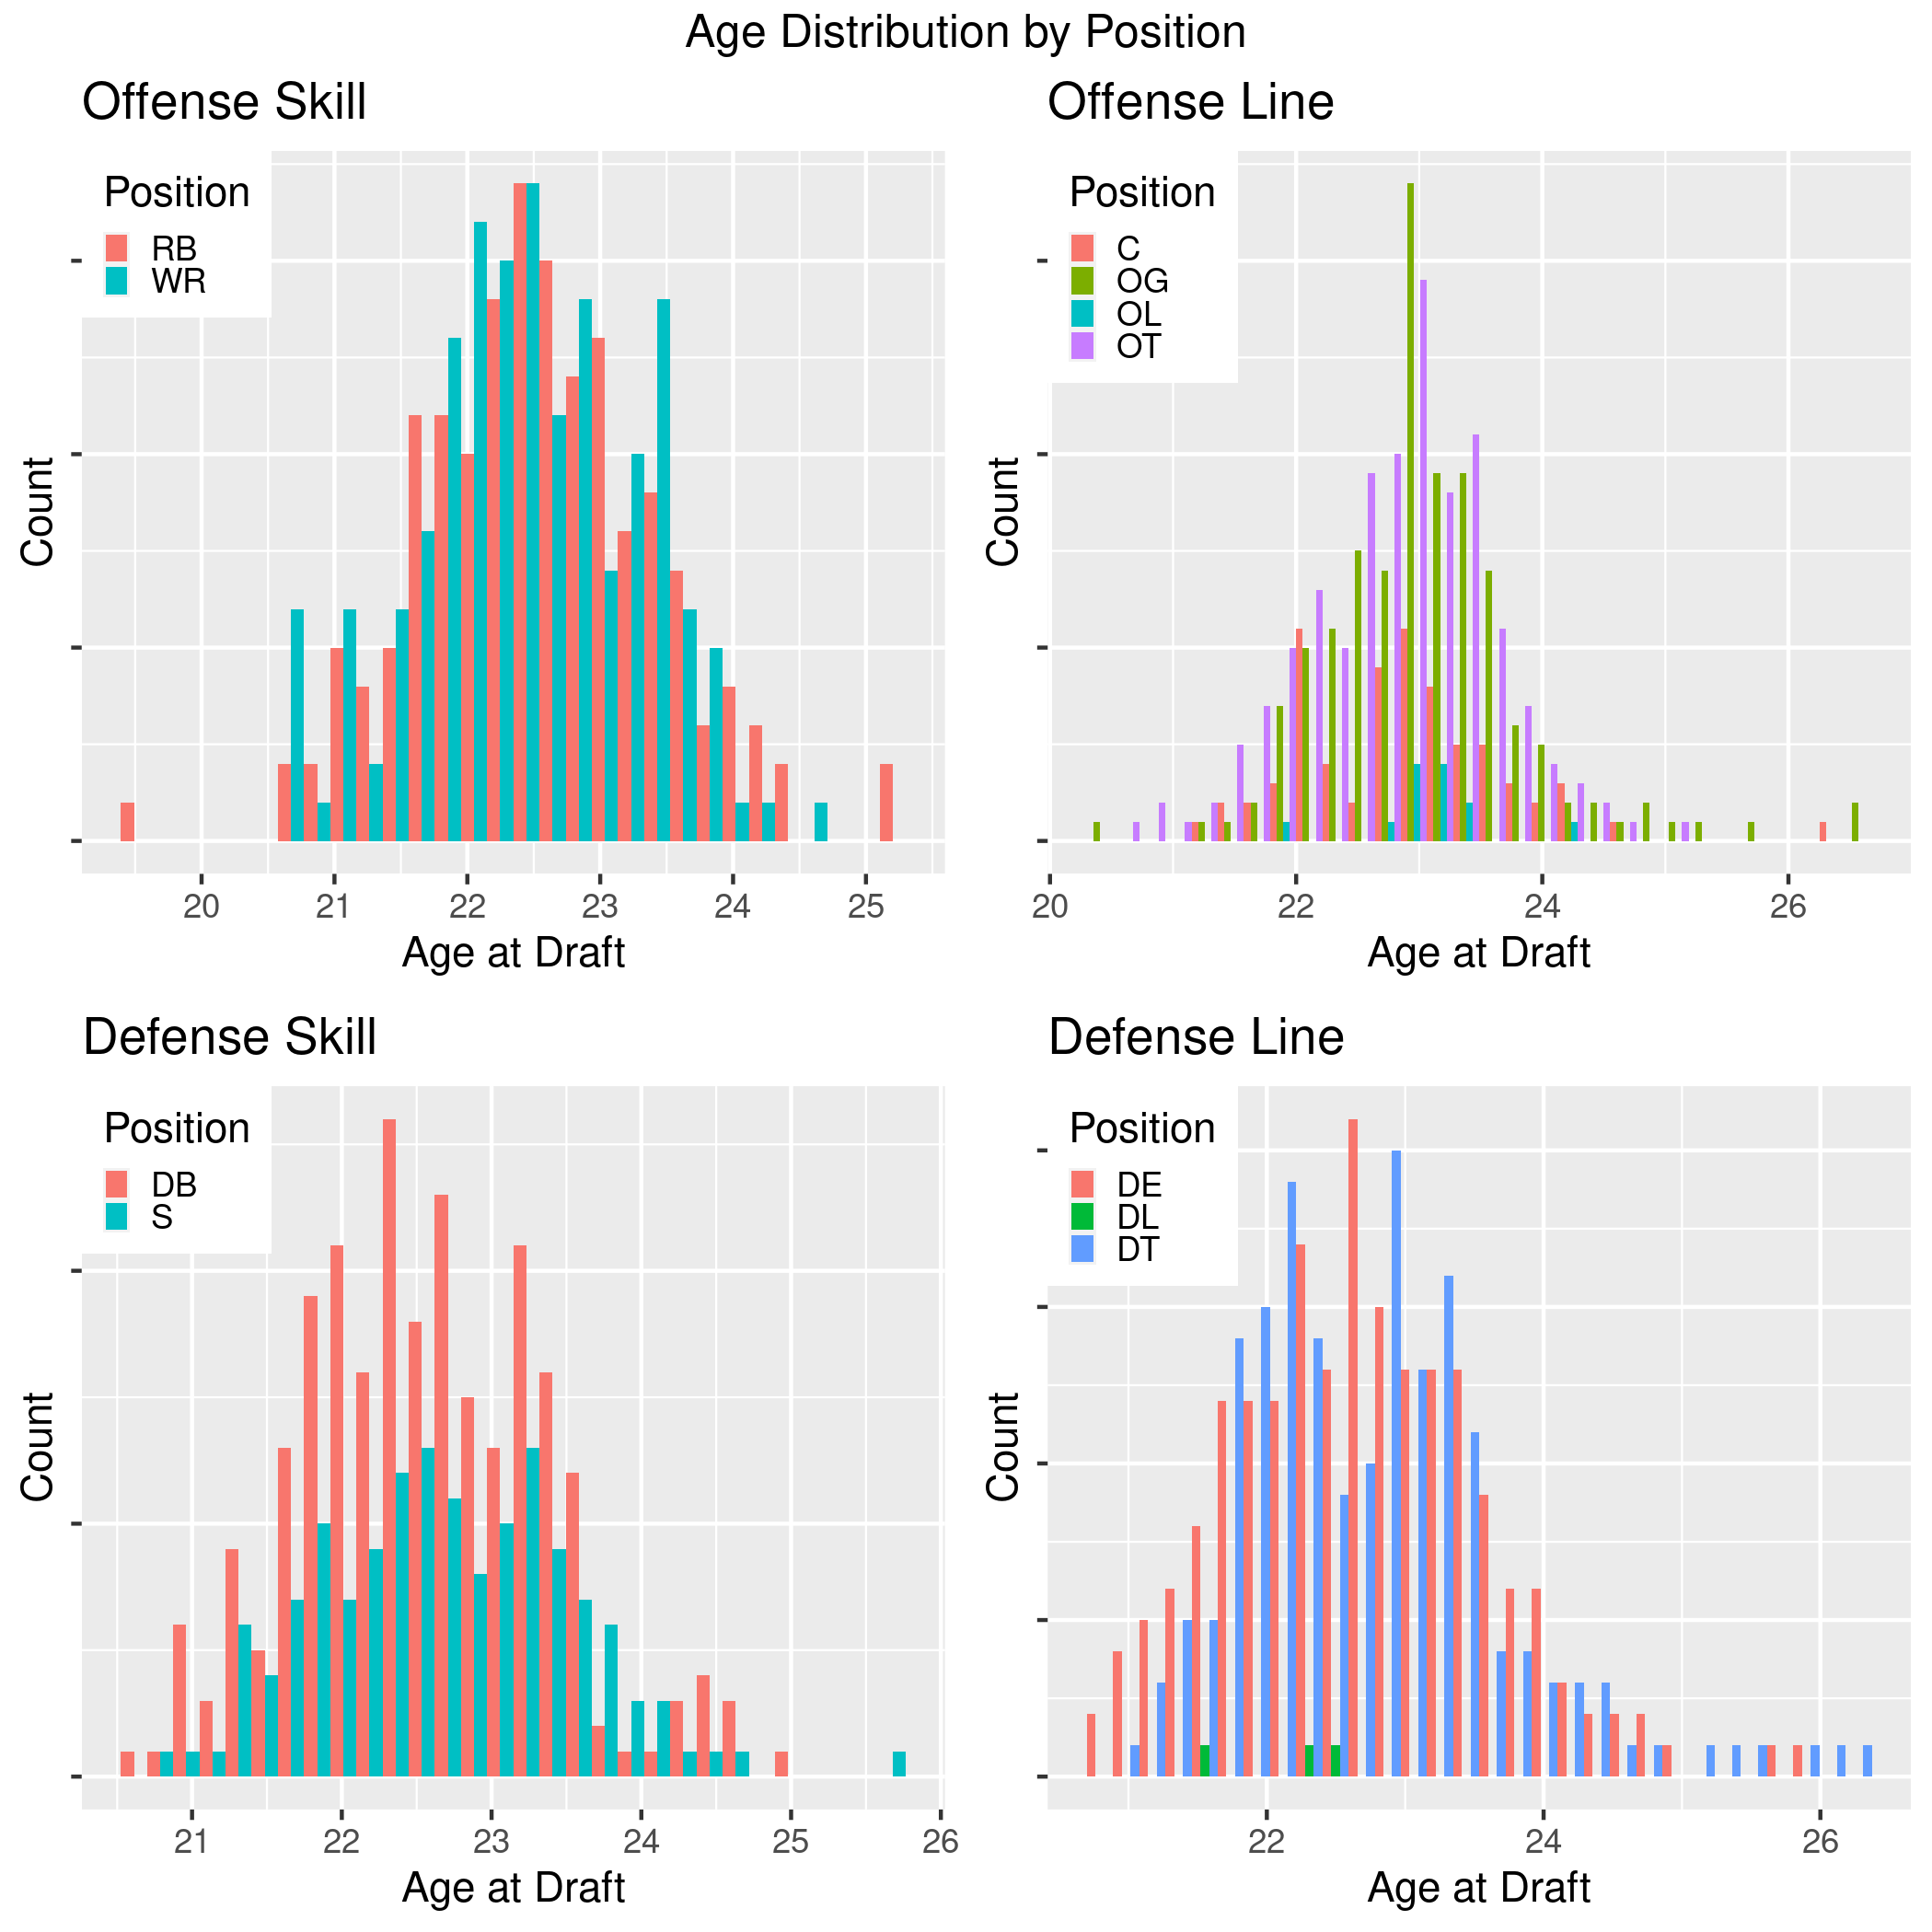 Age Distribution by Position
Offense Skill
Position
RB
WR
Count
20 21 22 23 24 25
Age at Draft
Offense Line
Position
C
OG
OL
OT
Count
20 22 24 26
Age at Draft
Defense Skill
Position
DB
S
Count
21 22 23 24 25 26
Age at Draft
Defense Line
Position
DE
DL
DT
Count
22 24 26
Age at Draft